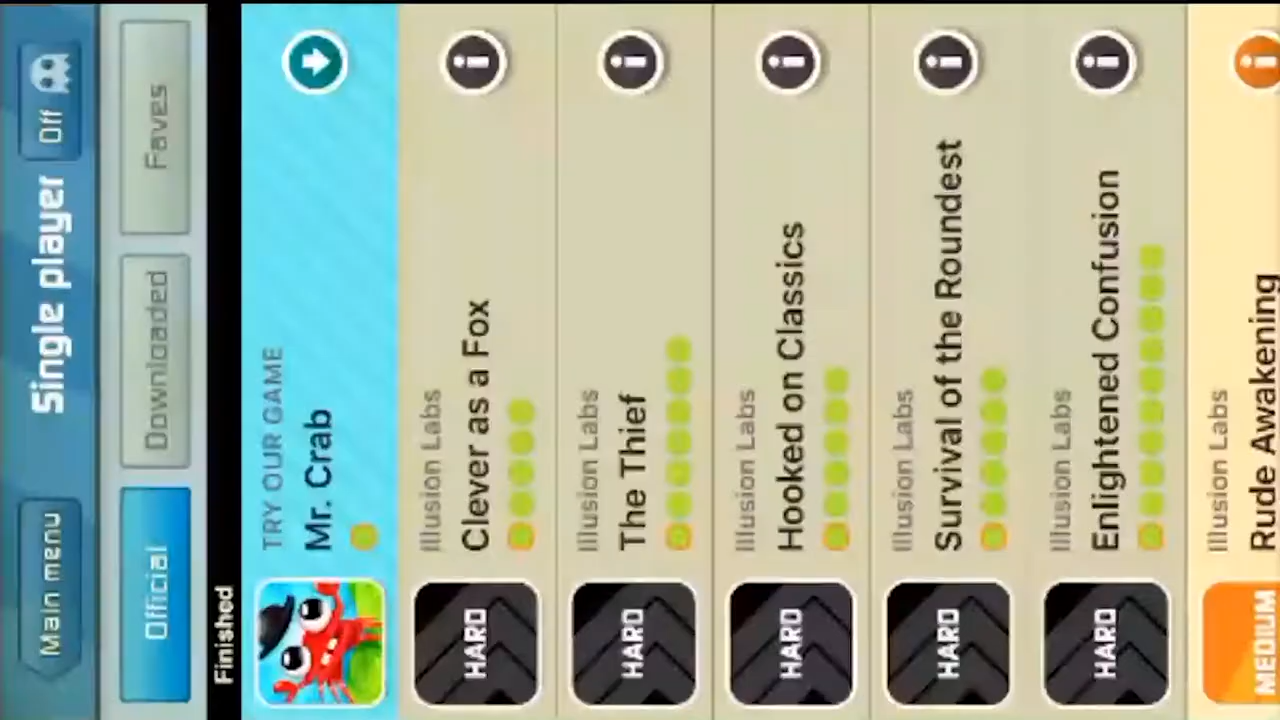 Main menu
Single player
Off
Official
Downloaded
Faves
Finished
TRY OUR GAME
Mr. Crab
HARD
Illusion Labs
Clever as a Fox
HARD
Illusion Labs
The Thief
HARD
Illusion Labs
Hooked on Classics
HARD
Illusion Labs
Survival of the Roundest
HARD
Illusion Labs
Enlightened Confusion
MEDIUM
Illusion Labs
Rude Awakening